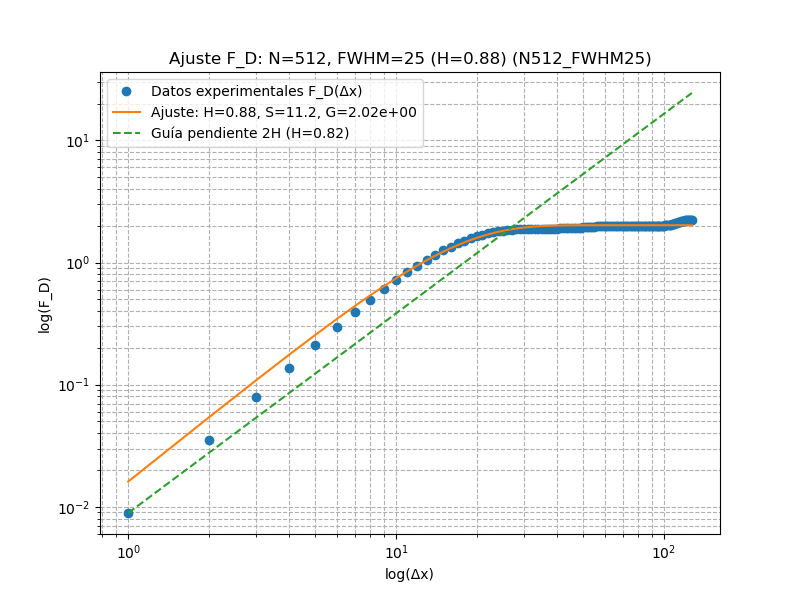 Ajuste F_D: N=512, FWHM=25 (H=0.88) (N512_FWHM25)
Datos experimentales F_D(Δx)
Ajuste: H=0.88, S=11.2, G=2.02e+00
Guía pendiente 2H (H=0.82)
log(F_D)
10¹
10⁰
10⁻¹
10⁻²
10⁰ 10¹ 10²
log(Δx)